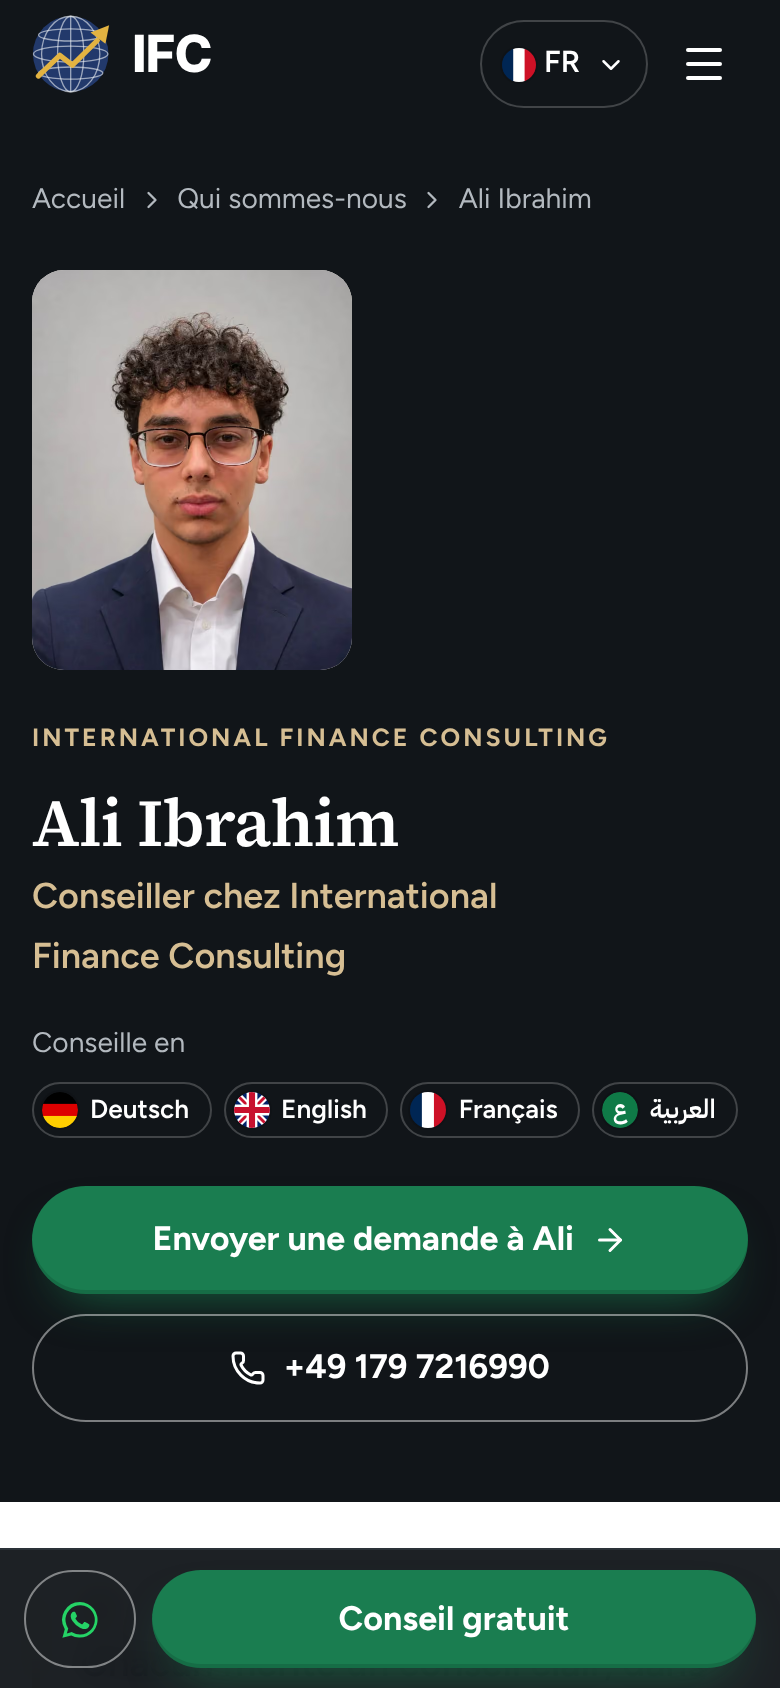 IFC
FR
Accueil > Qui sommes-nous > Ali Ibrahim
INTERNATIONAL FINANCE CONSULTING
Ali Ibrahim
Conseiller chez International
Finance Consulting
Conseille en
Deutsch English Français ع العربية
Envoyer une demande à Ali →
+49 179 7216990
Conseil gratuit